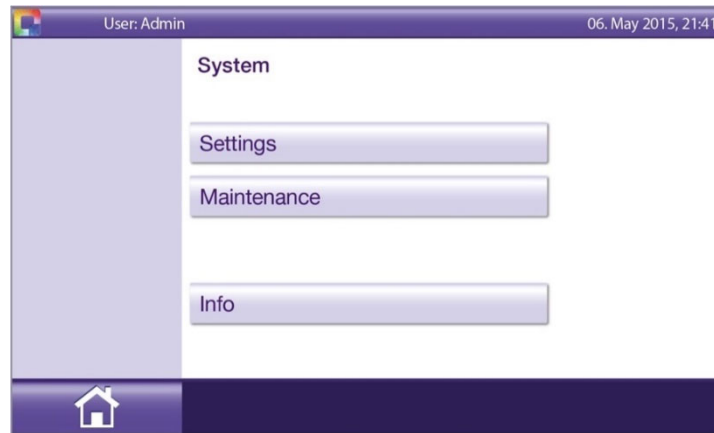 User: Admin
06. May 2015, 21:41
System
Settings
Maintenance
Info